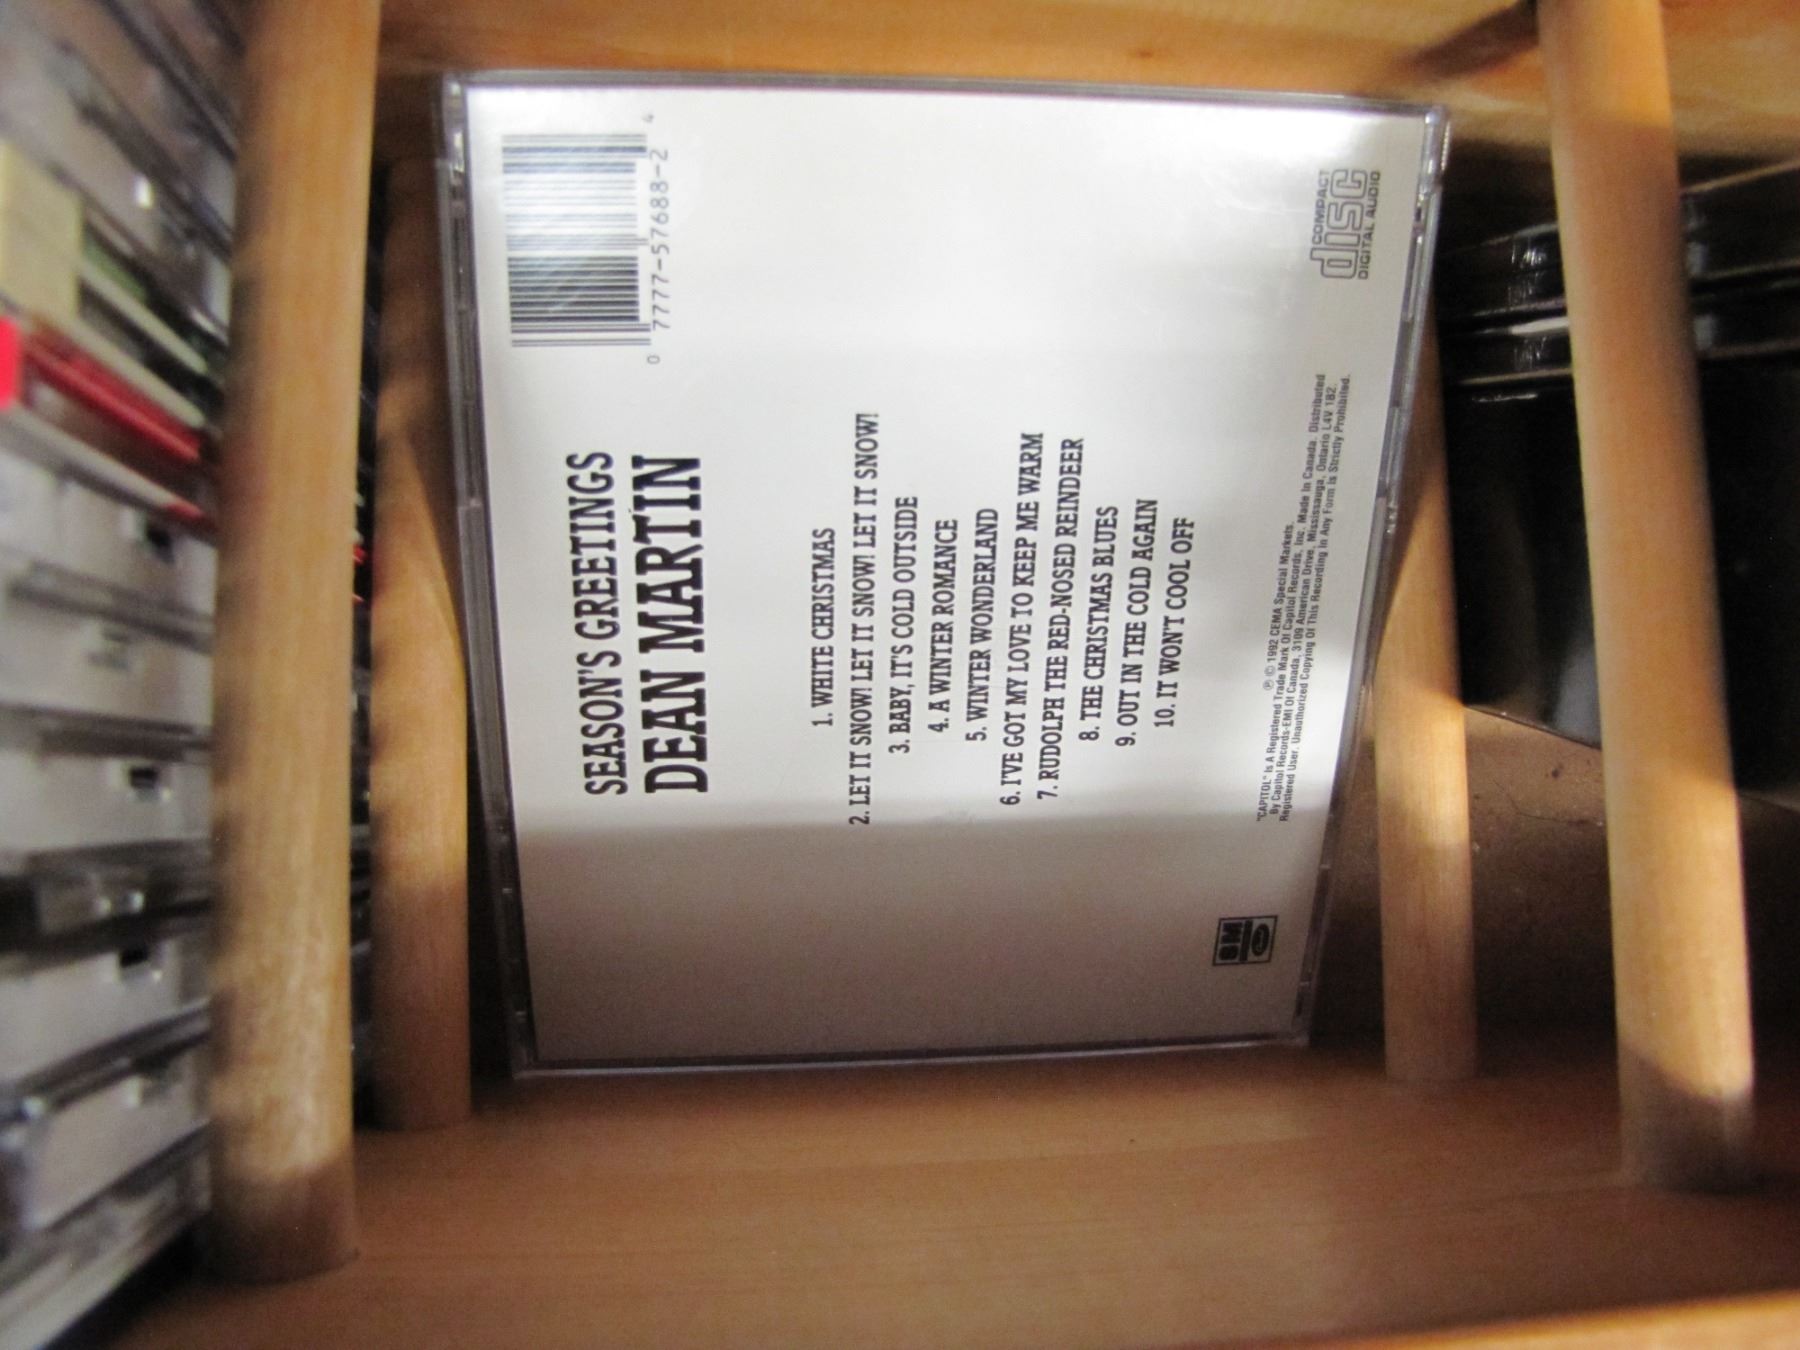 SEASON'S GREETINGS
DEAN MARTIN
0 7777-57688-2 4
1. WHITE CHRISTMAS
2. LET IT SNOW! LET IT SNOW! LET IT SNOW!
3. BABY, IT'S COLD OUTSIDE
4. A WINTER ROMANCE
5. WINTER WONDERLAND
6. I'VE GOT MY LOVE TO KEEP ME WARM
7. RUDOLPH THE RED-NOSED REINDEER
8. THE CHRISTMAS BLUES
9. OUT IN THE COLD AGAIN
10. IT WON'T COOL OFF
℗ © 1992 CEMA Special Markets.
"CAPITOL" Is A Registered Trade Mark Of Capitol Records, Inc. Made In Canada. Distributed
By Capitol Records-EMI Of Canada, 3109 American Drive, Mississauga, Ontario L4V 1B2.
Registered User. Unauthorized Copying Of This Recording In Any Form Is Strictly Prohibited.
SM
COMPACT
disc
DIGITAL AUDIO